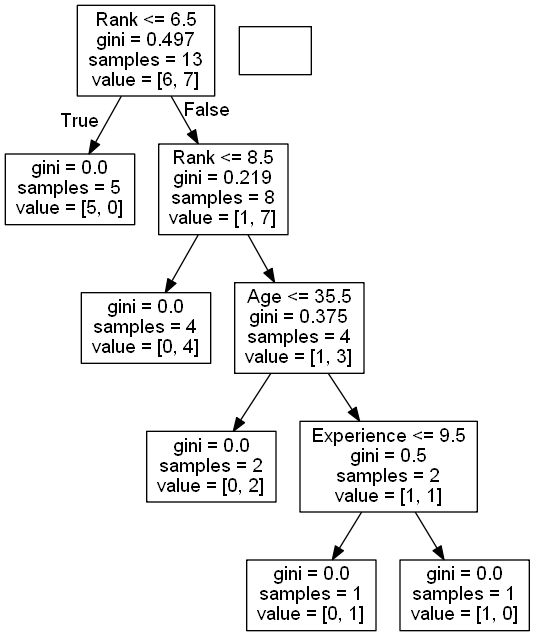 Rank <= 6.5
gini = 0.497
samples = 13
value = [6, 7]
True
False
gini = 0.0
samples = 5
value = [5, 0]
Rank <= 8.5
gini = 0.219
samples = 8
value = [1, 7]
gini = 0.0
samples = 4
value = [0, 4]
Age <= 35.5
gini = 0.375
samples = 4
value = [1, 3]
gini = 0.0
samples = 2
value = [0, 2]
Experience <= 9.5
gini = 0.5
samples = 2
value = [1, 1]
gini = 0.0
samples = 1
value = [0, 1]
gini = 0.0
samples = 1
value = [1, 0]